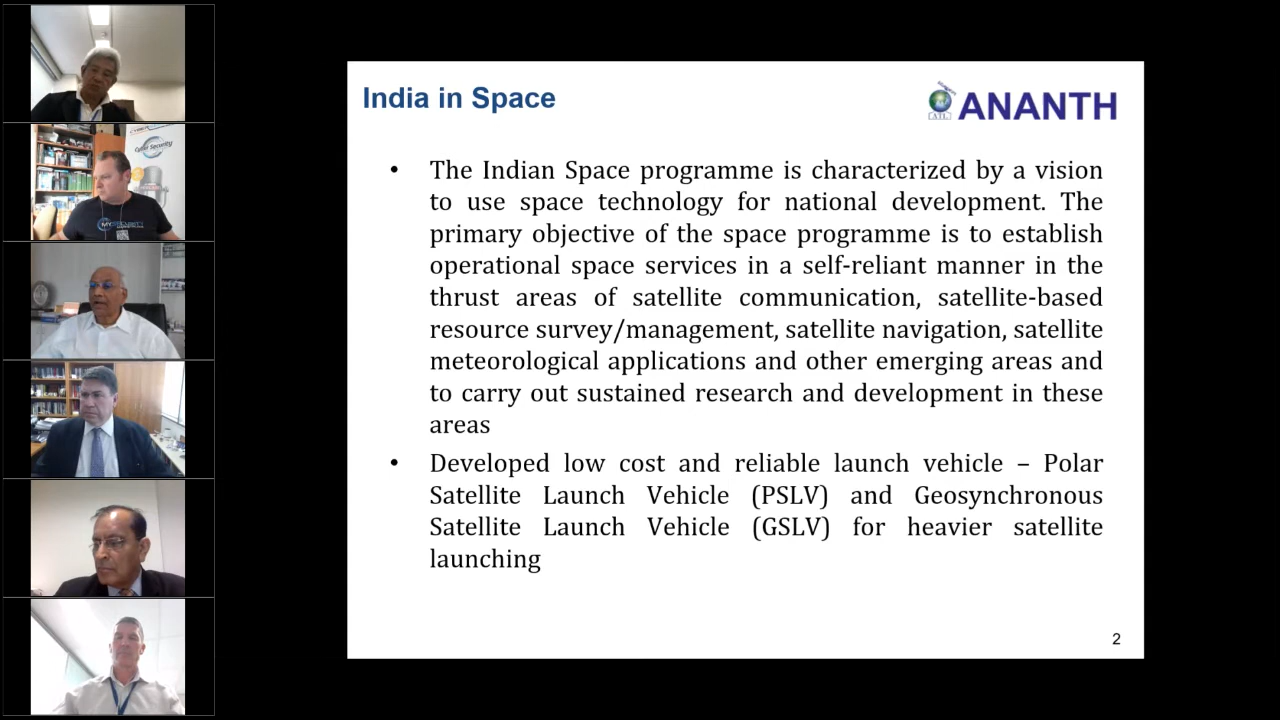 India in Space
ATL
ANANTH
• The Indian Space programme is characterized by a vision
to use space technology for national development. The
primary objective of the space programme is to establish
operational space services in a self-reliant manner in the
thrust areas of satellite communication, satellite-based
resource survey/management, satellite navigation, satellite
meteorological applications and other emerging areas and
to carry out sustained research and development in these
areas
• Developed low cost and reliable launch vehicle – Polar
Satellite Launch Vehicle (PSLV) and Geosynchronous
Satellite Launch Vehicle (GSLV) for heavier satellite
launching
2
Cyber Security